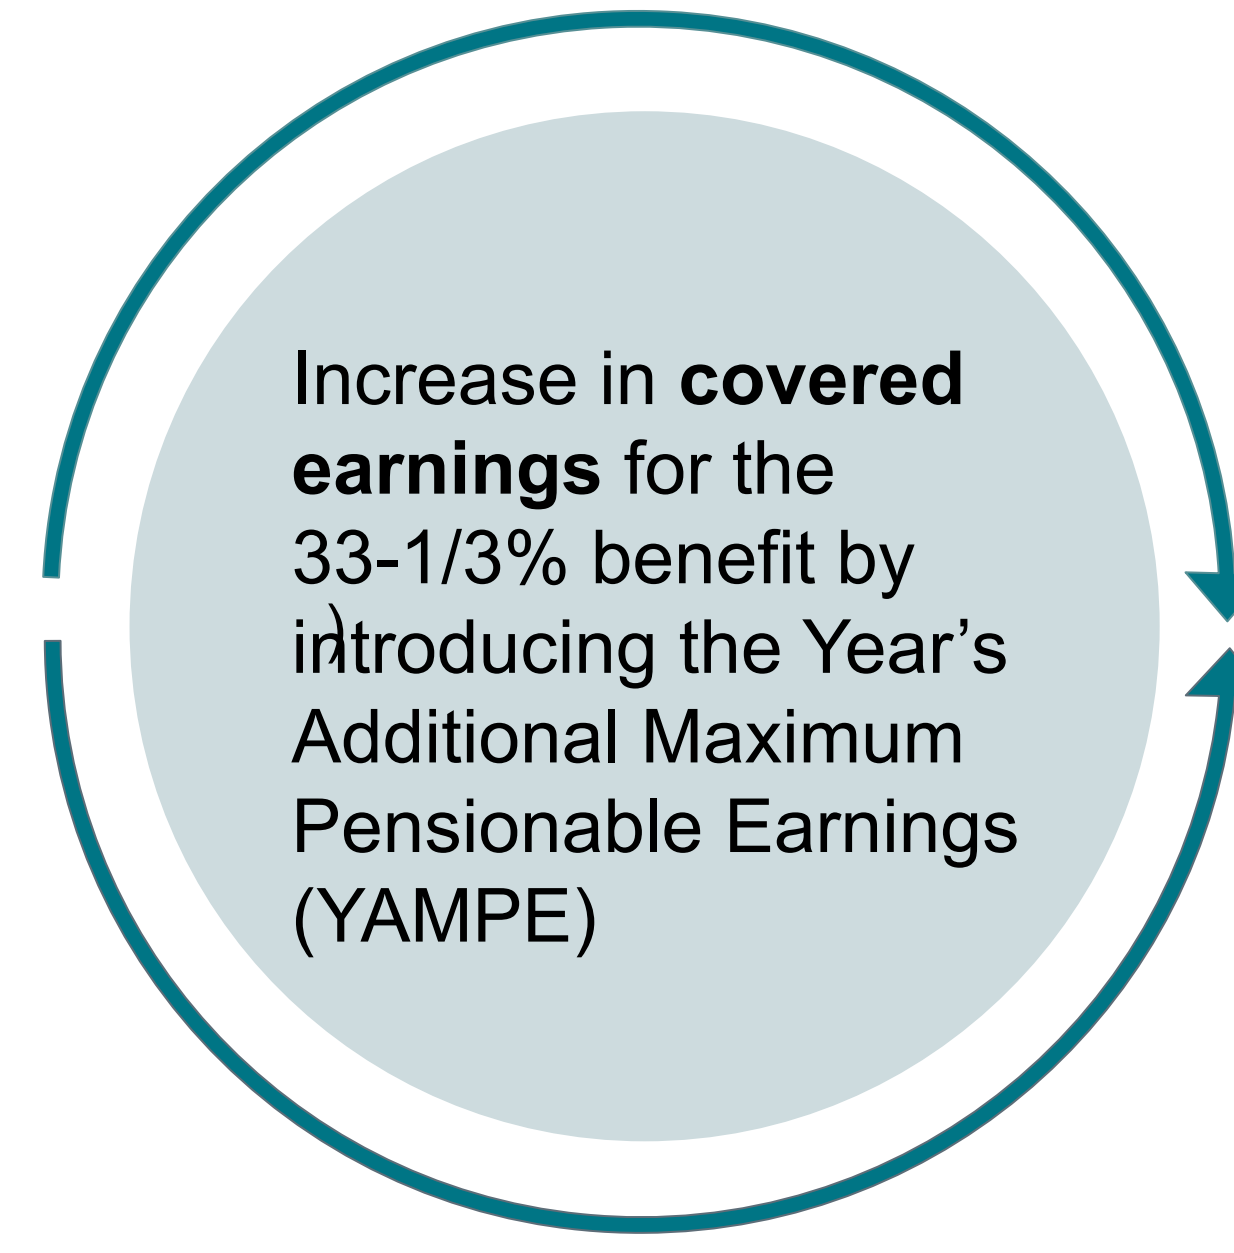 Increase in covered
earnings for the
33-1/3% benefit by
)
introducing the Year’s
Additional Maximum
Pensionable Earnings
(YAMPE)